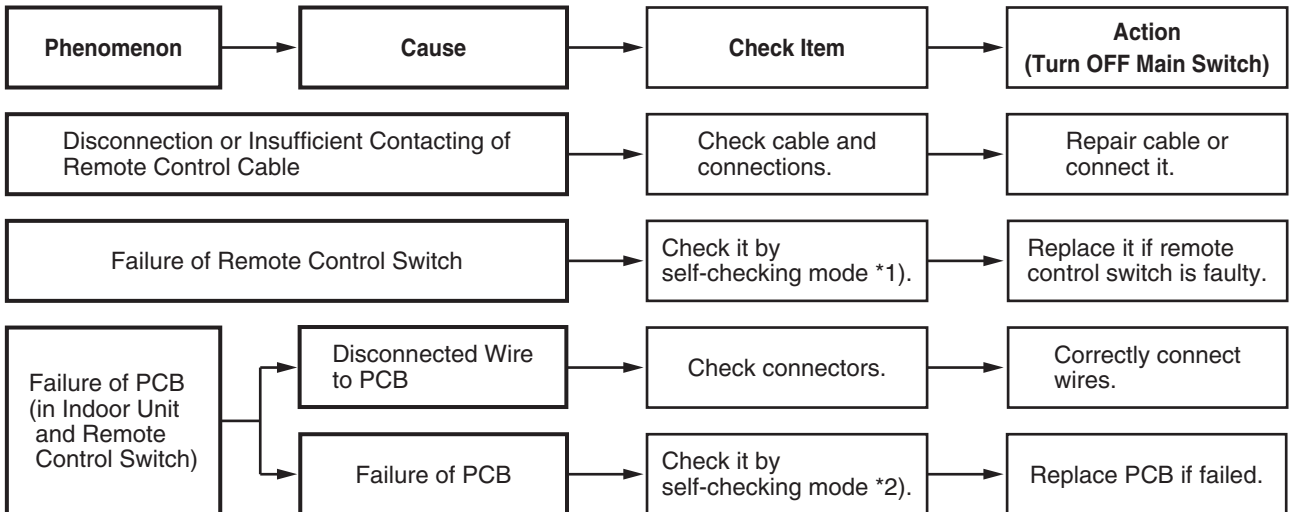 Phenomenon
Cause
Check Item
Action
(Turn OFF Main Switch)
Disconnection or Insufficient Contacting of
Remote Control Cable
Check cable and
connections.
Repair cable or
connect it.
Failure of Remote Control Switch
Check it by
self-checking mode *1).
Replace it if remote
control switch is faulty.
Failure of PCB
(in Indoor Unit
and Remote
Control Switch)
Disconnected Wire
to PCB
Check connectors.
Correctly connect
wires.
Failure of PCB
Check it by
self-checking mode *2).
Replace PCB if failed.